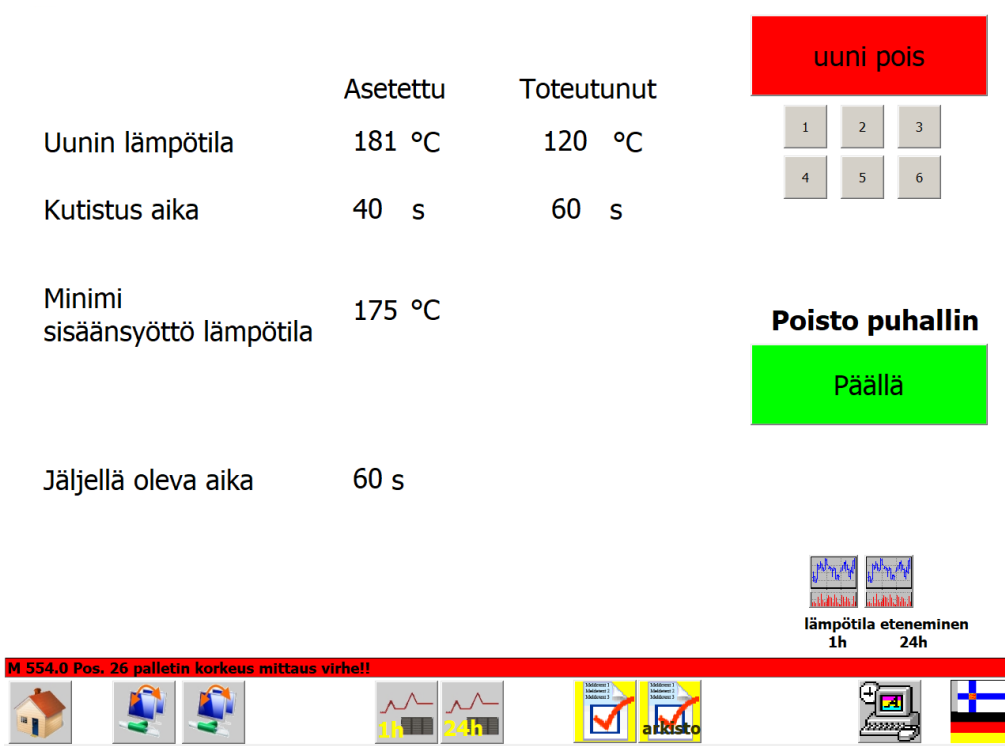 uuni pois
Asetettu Toteutunut
1 2 3
Uunin lämpötila 181 °C 120 °C
4 5 6
Kutistus aika 40 s 60 s
Minimi
sisäänsyöttö lämpötila 175 °C
Poisto puhallin
Päällä
Jäljellä oleva aika 60 s
lämpötila eteneminen
1h 24h
M 554.0 Pos. 26 palletin korkeus mittaus virhe!!
1h 24h arkisto